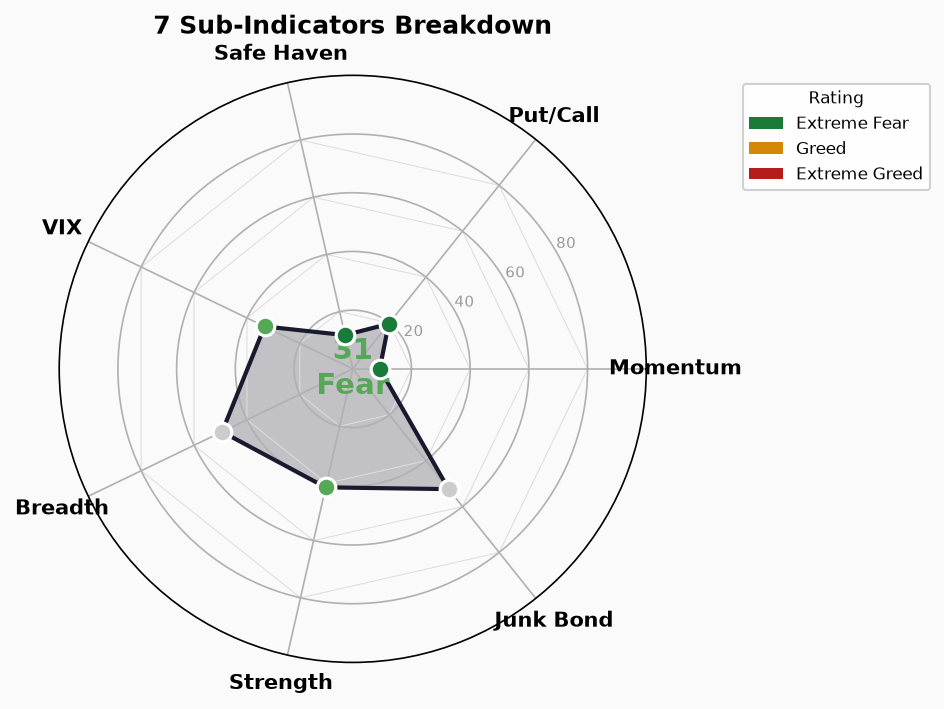 7 Sub-Indicators Breakdown
Safe Haven
Put/Call
VIX
Momentum
Breadth
Strength
Junk Bond
20
40
60
80
31
Fear
Rating
Extreme Fear
Greed
Extreme Greed